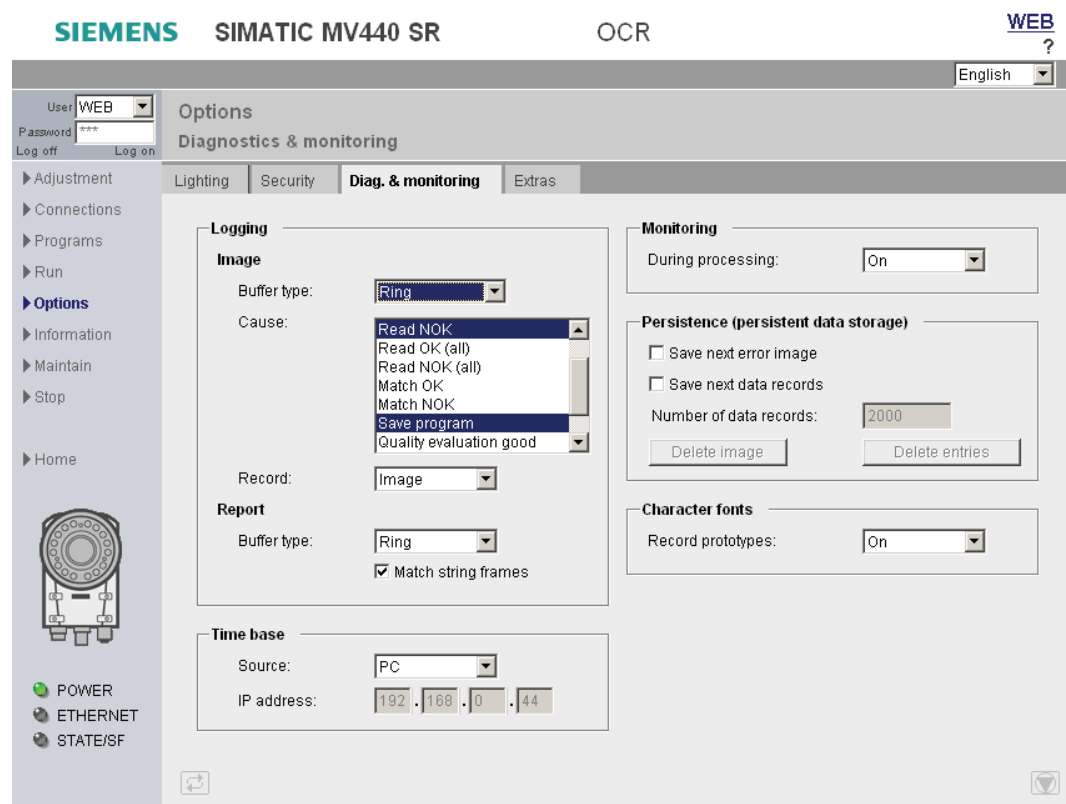 SIEMENS SIMATIC MV440 SR OCR WEB
?
English
User WEB
Password ***
Log off Log on
Options
Diagnostics & monitoring
Lighting Security Diag. & monitoring Extras
Adjustment
Connections
Programs
Run
Options
Information
Maintain
Stop
Home
POWER
ETHERNET
STATE/SF
Logging
Image
Buffer type: Ring
Cause:
Read NOK
Read OK (all)
Read NOK (all)
Match OK
Match NOK
Save program
Quality evaluation good
Record: Image
Report
Buffer type: Ring
Match string frames
Time base
Source: PC
IP address: 192 . 168 . 0 . 44
Monitoring
During processing: On
Persistence (persistent data storage)
Save next error image
Save next data records
Number of data records: 2000
Delete image Delete entries
Character fonts
Record prototypes: On